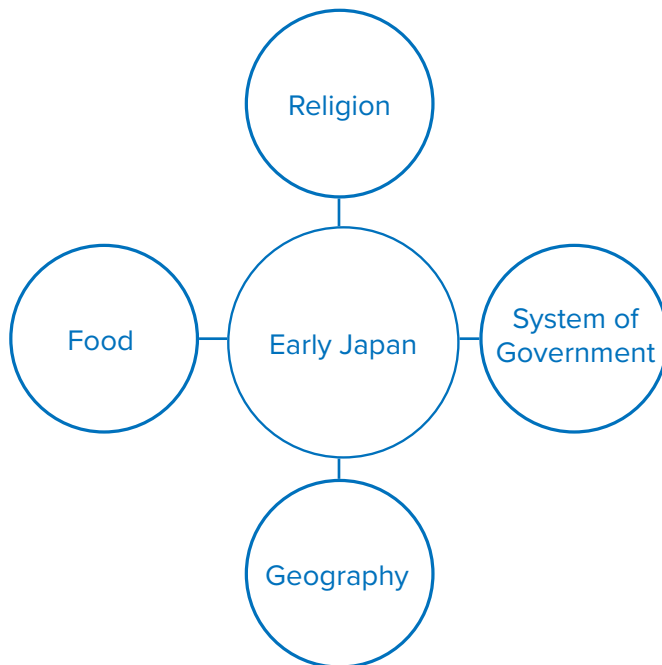 Religion
Food
Early Japan
System of
Government
Geography